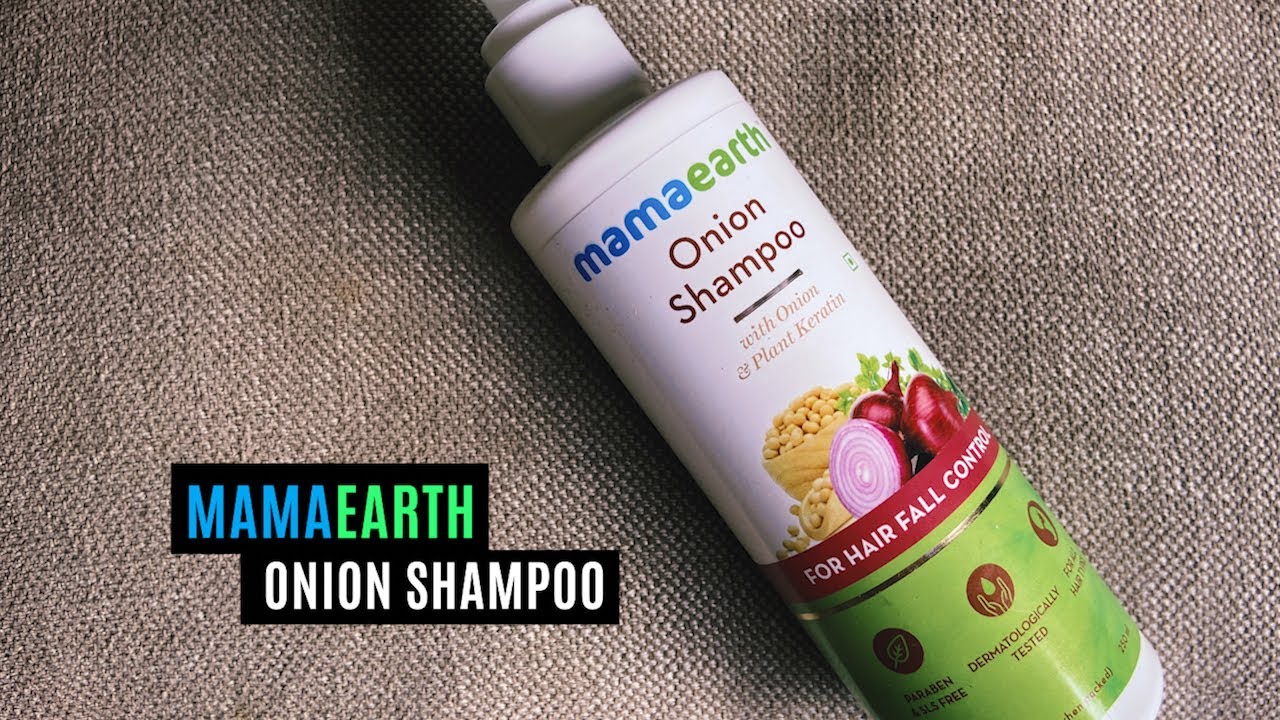 mamaearth
Onion
Shampoo
with Onion
& Plant Keratin
FOR HAIR FALL CONTROL
DERMATOLOGICALLY
TESTED
PARABEN
& SLS FREE
MAMAEARTH
ONION SHAMPOO